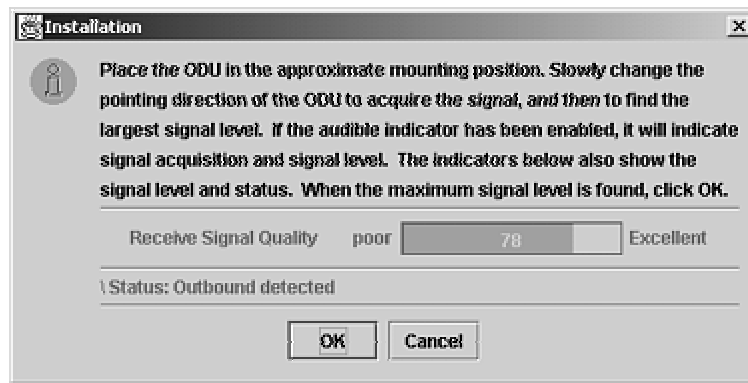 Installation
Place the ODU in the approximate mounting position. Slowly change the
pointing direction of the ODU to acquire the signal, and then to find the
largest signal level. If the audible indicator has been enabled, it will indicate
signal acquisition and signal level. The indicators below also show the
signal level and status. When the maximum signal level is found, click OK.
Receive Signal Quality poor 78 Excellent
\ Status: Outbound detected
OK Cancel